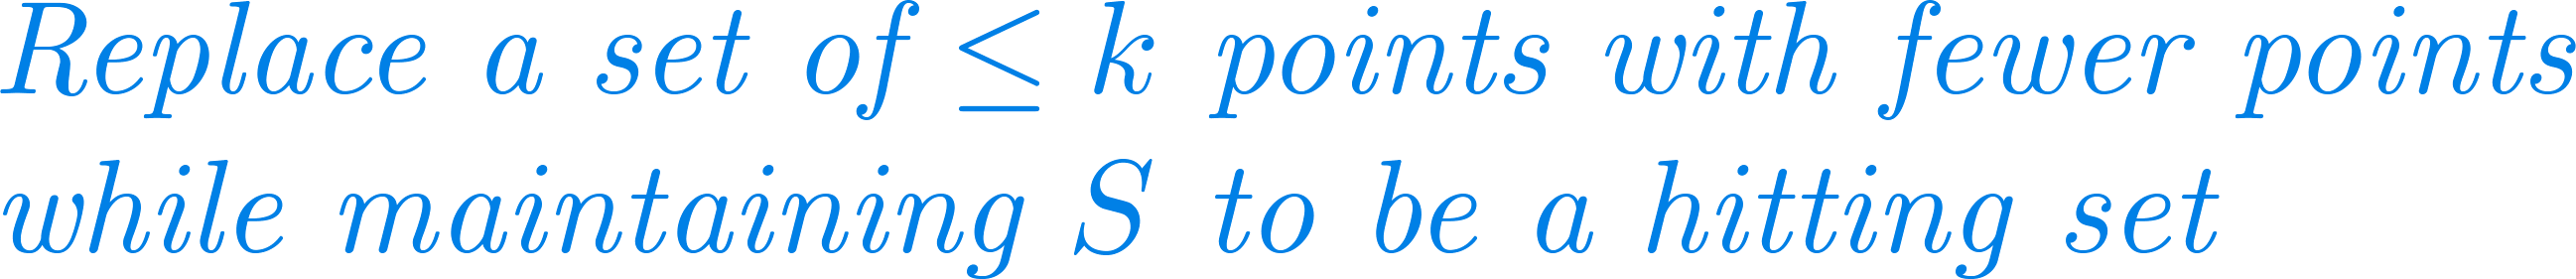 Replace a set of ≤ k points with fewer points
while maintaining S to be a hitting set